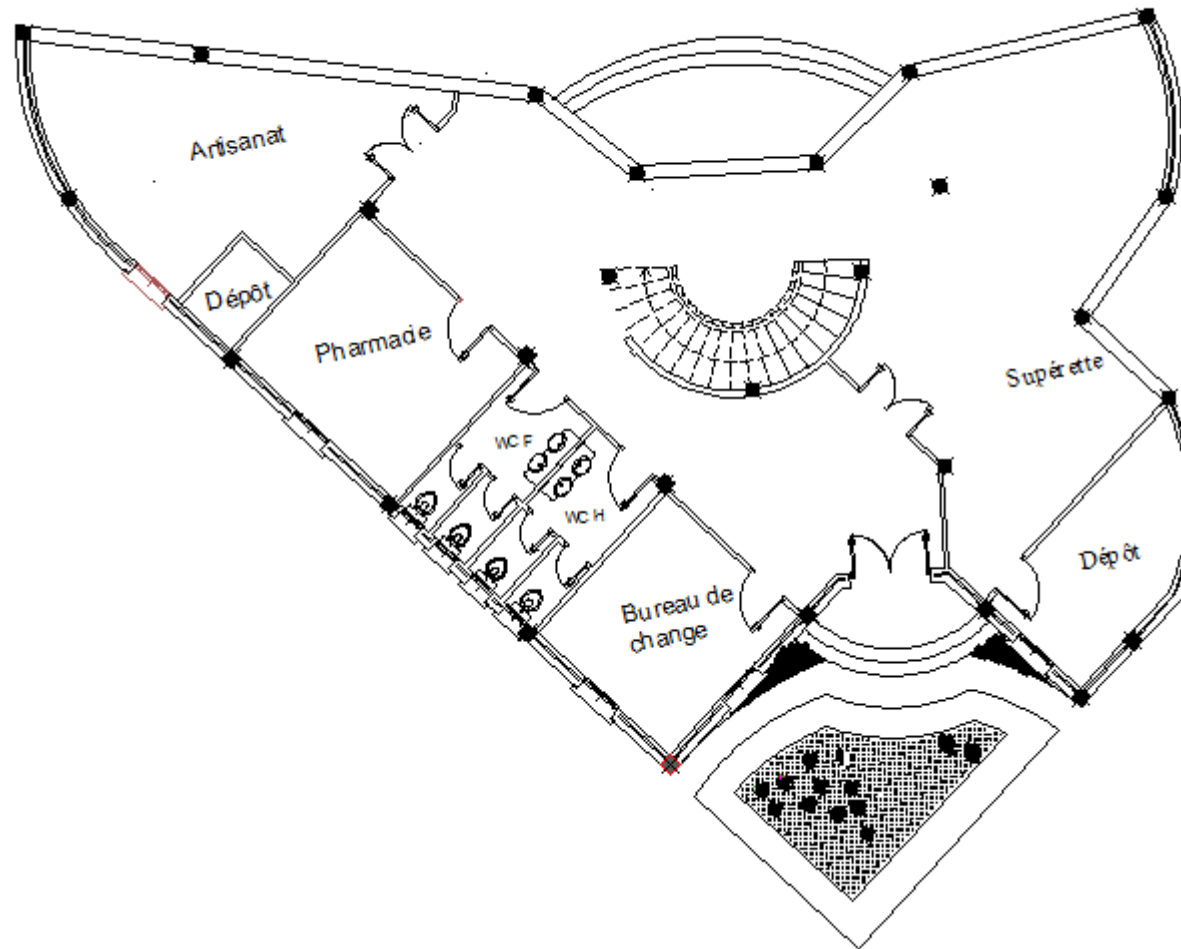 Artisanat
Dépôt
Pharmacie
WC F
WC H
Bureau de
change
Supérette
Dépôt